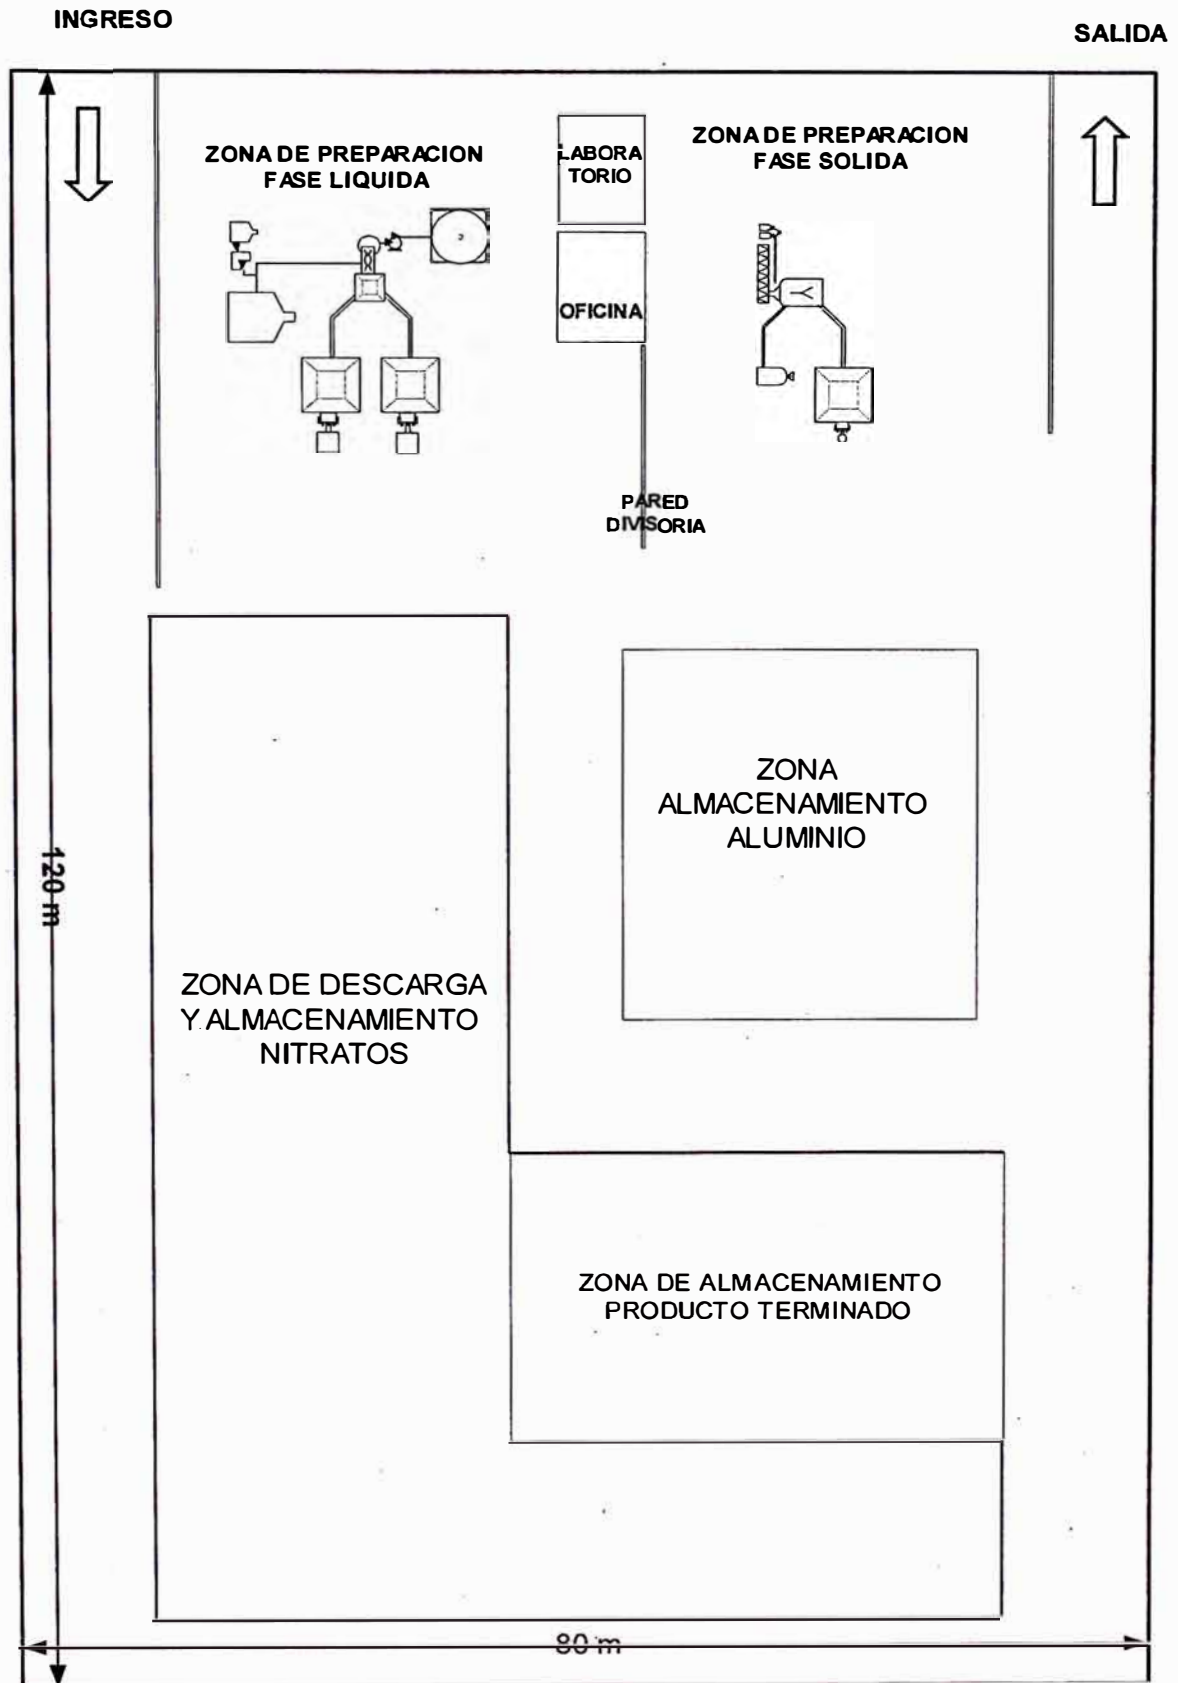 INGRESO
SALIDA
ZONA DE PREPARACION
FASE LIQUIDA
LABORA
TORIO
ZONA DE PREPARACION
FASE SOLIDA
OFICINA
PARED
DIVISORIA
ZONA
ALMACENAMIENTO
ALUMINIO
120 m
ZONA DE DESCARGA
Y ALMACENAMIENTO
NITRATOS
ZONA DE ALMACENAMIENTO
PRODUCTO TERMINADO
80 m